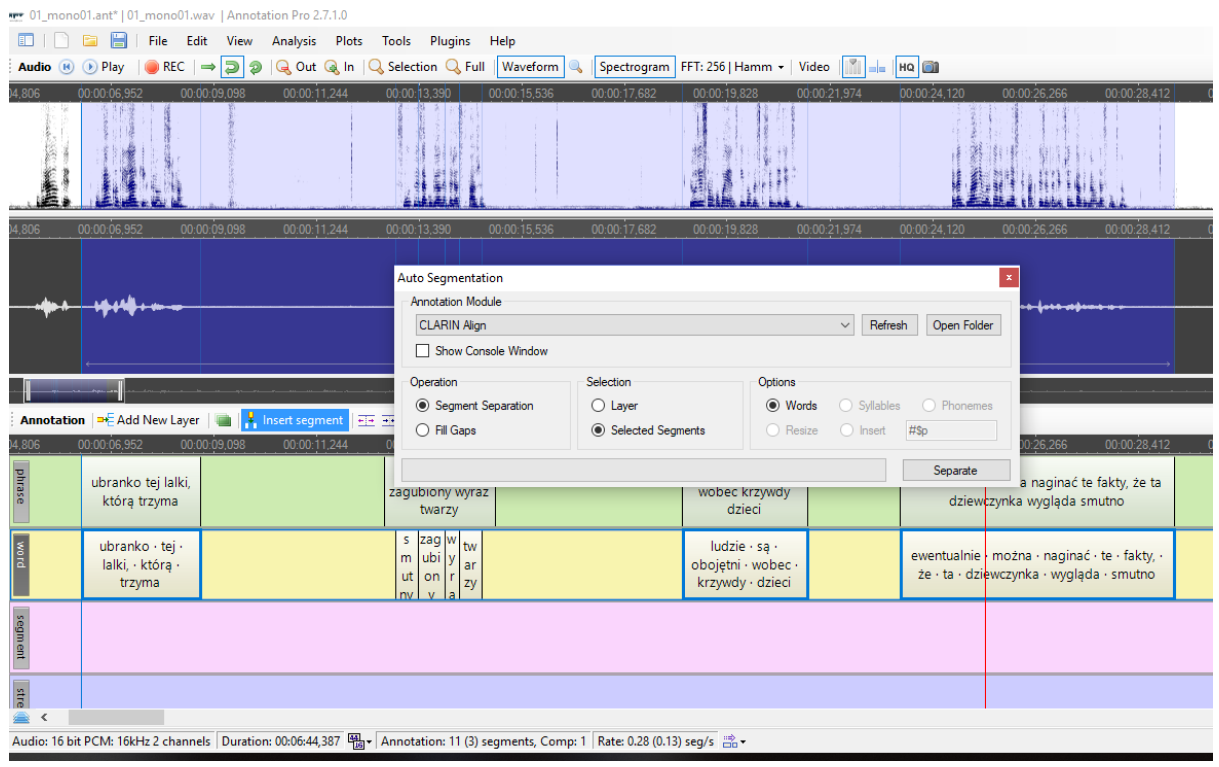 01_mono01.ant* | 01_mono01.wav | Annotation Pro 2.7.1.0
File Edit View Analysis Plots Tools Plugins Help
Audio Play REC Out In Selection Full Waveform Spectrogram FFT: 256 | Hamm Video HQ
4,806 00:00:06,952 00:00:09,098 00:00:11,244 00:00:13,390 00:00:15,536 00:00:17,682 00:00:19,828 00:00:21,974 00:00:24,120 00:00:26,266 00:00:28,412
4,806 00:00:06,952 00:00:09,098 00:00:11,244 00:00:13,390 00:00:15,536 00:00:17,682 00:00:19,828 00:00:21,974 00:00:24,120 00:00:26,266 00:00:28,412
Auto Segmentation x
Annotation Module
CLARIN Align Refresh Open Folder
Show Console Window
Operation Selection Options
Segment Separation Layer Words Syllables Phonemes
Fill Gaps Selected Segments Resize Insert #$p
Separate
Annotation Add New Layer Insert segment
4,806 00:00:06,952 00:00:09,098 00:00:11,244 00:26,266 00:00:28,412
phrase
ubranko tej lalki,
którą trzyma
zagubiony wyraz
twarzy
wobec krzywdy
dzieci
a naginać te fakty, że ta
dziewczynka wygląda smutno
word
ubranko · tej ·
lalki, · którą ·
trzyma
s
m
ut
ny
zag
ubi
on
y
w
y
r
a
tw
ar
zy
ludzie · są ·
obojętni · wobec ·
krzywdy · dzieci
ewentualnie · można · naginać · te · fakty, ·
że · ta · dziewczynka · wygląda · smutno
segment
stre
Audio: 16 bit PCM: 16kHz 2 channels Duration: 00:06:44,387 Annotation: 11 (3) segments, Comp: 1 Rate: 0.28 (0.13) seg/s